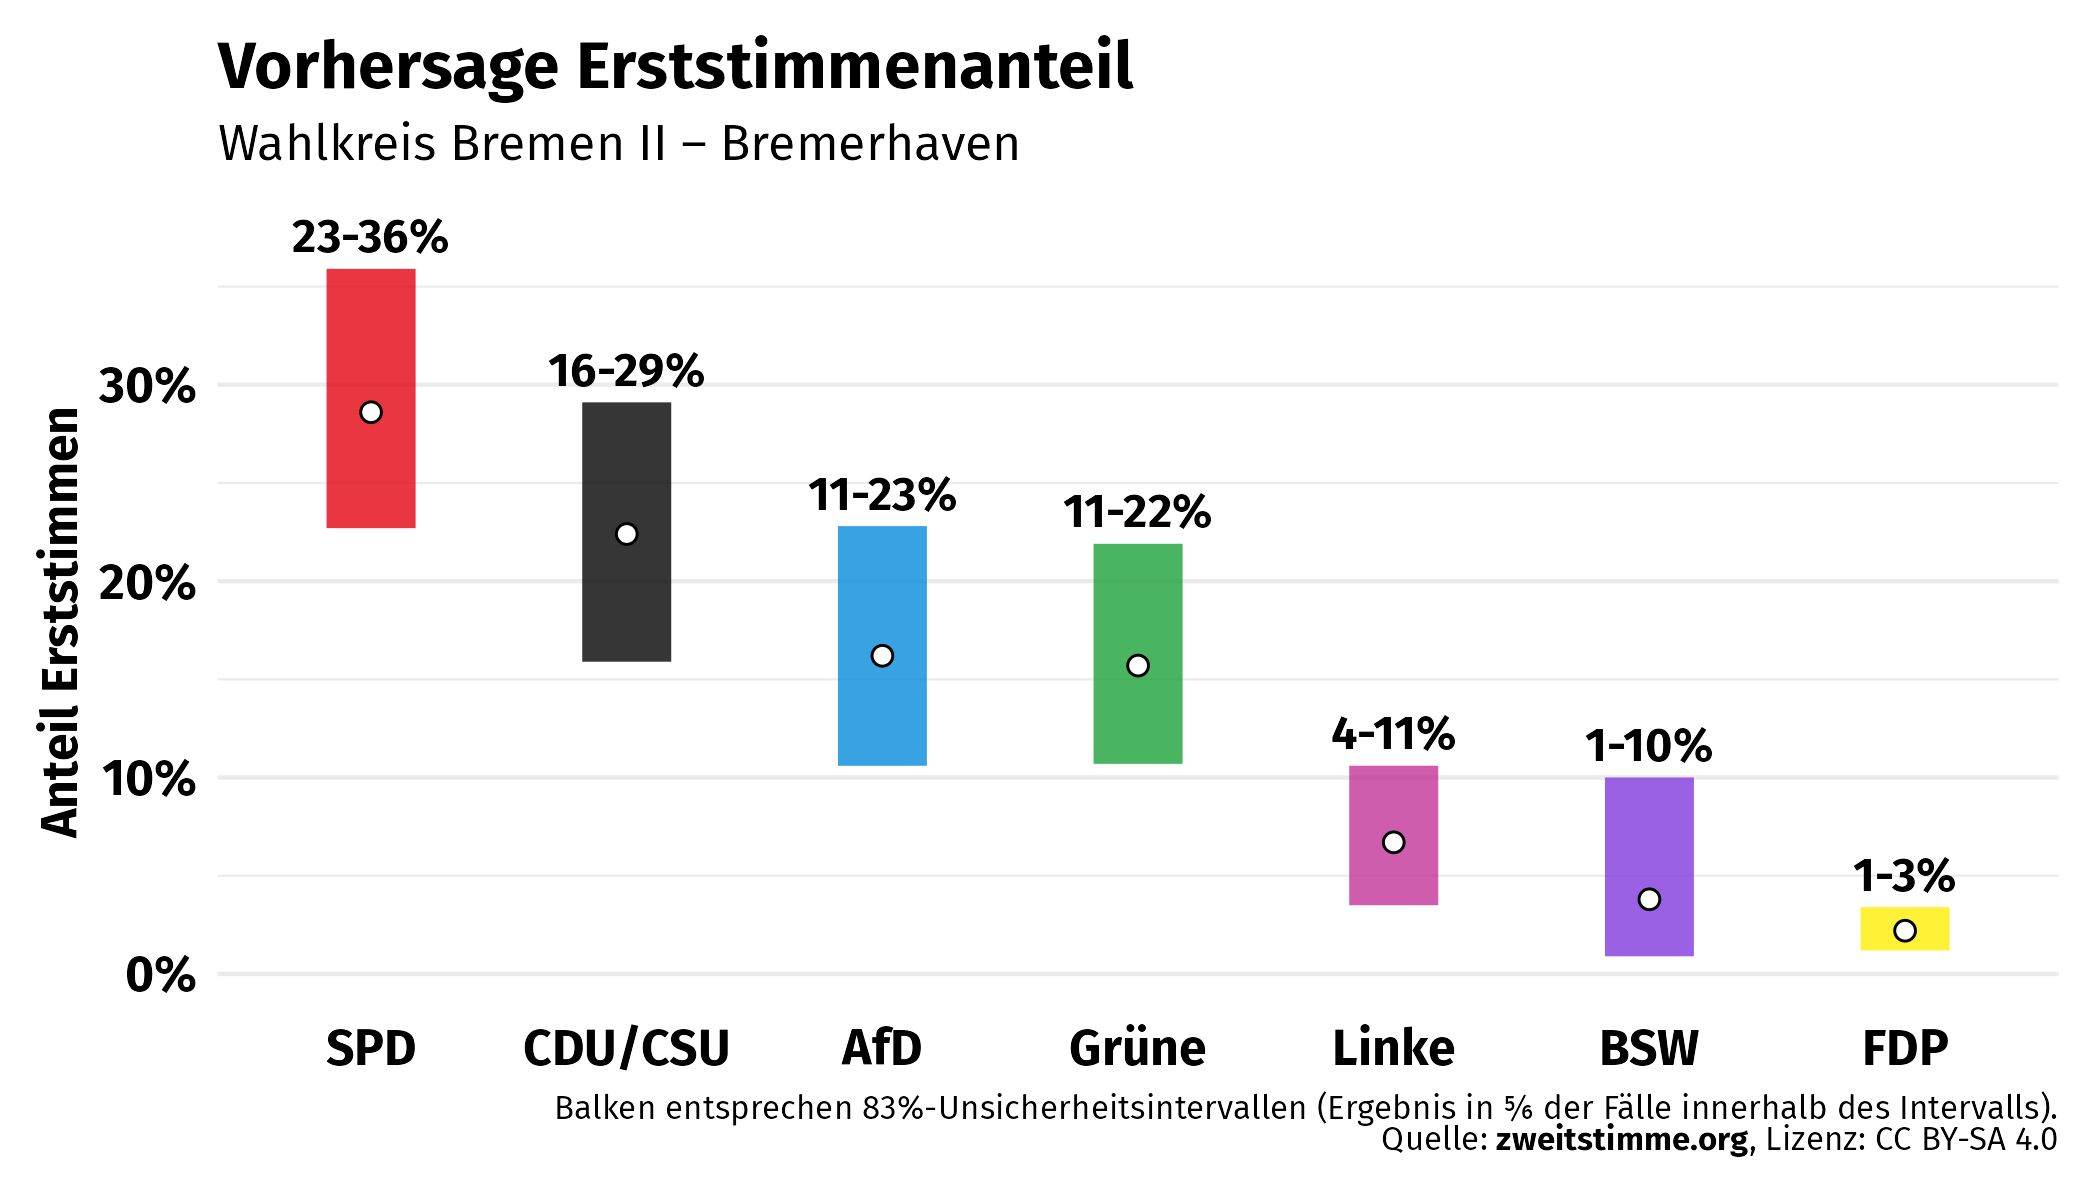 Vorhersage Erststimmenanteil
Wahlkreis Bremen II – Bremerhaven
Anteil Erststimmen
30%
20%
10%
0%
23-36%
16-29%
11-23%
11-22%
4-11%
1-10%
1-3%
SPD
CDU/CSU
AfD
Grüne
Linke
BSW
FDP
Balken entsprechen 83%-Unsicherheitsintervallen (Ergebnis in ⅚ der Fälle innerhalb des Intervalls).
Quelle: zweitstimme.org, Lizenz: CC BY-SA 4.0